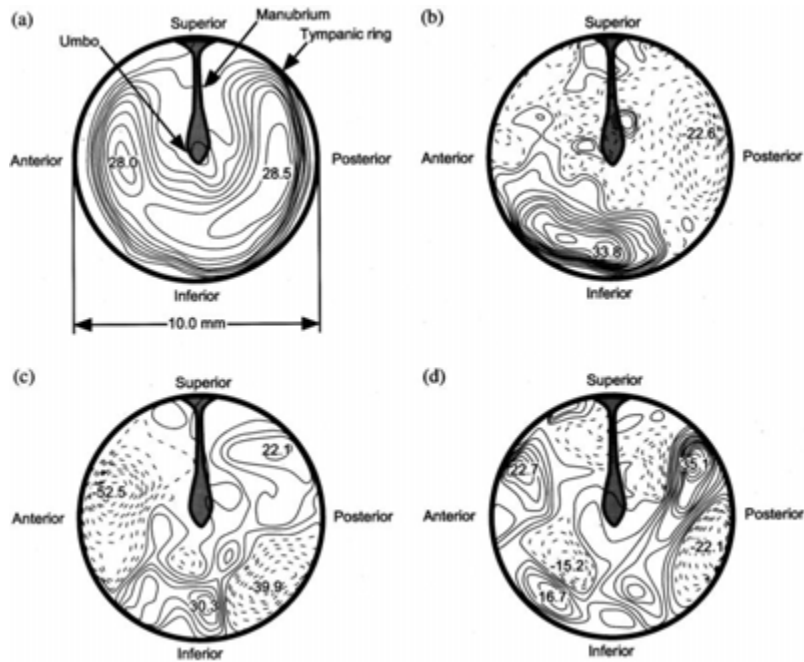 (a)
Superior
Manubrium
Umbo
Tympanic ring
Anterior
28.0
28.5
Posterior
Inferior
10.0 mm
(b)
Superior
-22.6
Anterior
Posterior
33.8
Inferior
(c)
Superior
22.1
-52.5
Anterior
Posterior
-39.9
30.3
Inferior
(d)
Superior
35.1
22.7
Anterior
Posterior
-22.1
-15.2
16.7
Inferior